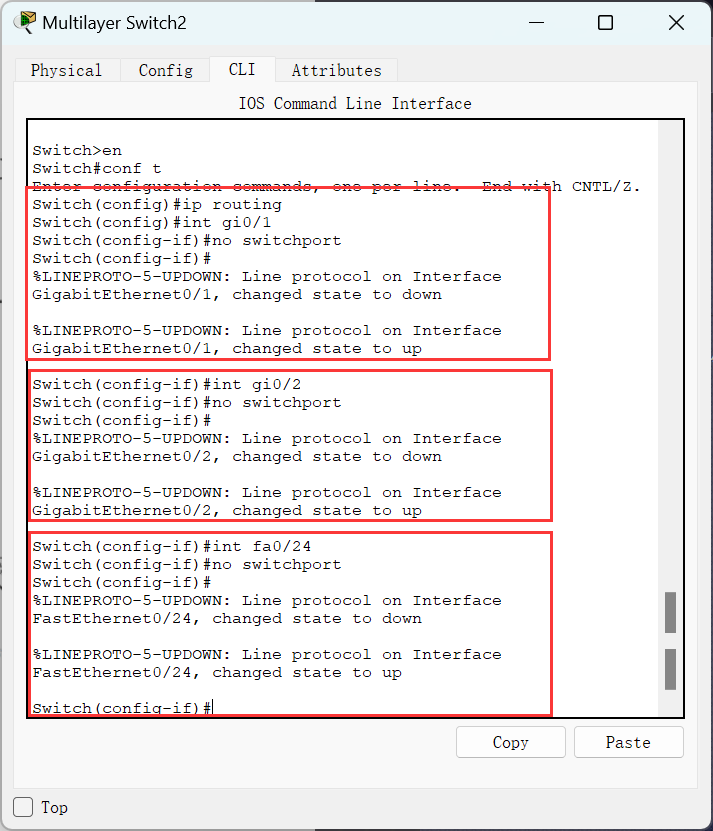 Multilayer Switch2
Physical Config CLI Attributes
IOS Command Line Interface
Switch>en
Switch#conf t
Enter configuration commands, one per line.  End with CNTL/Z.
Switch(config)#ip routing
Switch(config)#int gi0/1
Switch(config-if)#no switchport
Switch(config-if)#
%LINEPROTO-5-UPDOWN: Line protocol on Interface
GigabitEthernet0/1, changed state to down
%LINEPROTO-5-UPDOWN: Line protocol on Interface
GigabitEthernet0/1, changed state to up
Switch(config-if)#int gi0/2
Switch(config-if)#no switchport
Switch(config-if)#
%LINEPROTO-5-UPDOWN: Line protocol on Interface
GigabitEthernet0/2, changed state to down
%LINEPROTO-5-UPDOWN: Line protocol on Interface
GigabitEthernet0/2, changed state to up
Switch(config-if)#int fa0/24
Switch(config-if)#no switchport
Switch(config-if)#
%LINEPROTO-5-UPDOWN: Line protocol on Interface
FastEthernet0/24, changed state to down
%LINEPROTO-5-UPDOWN: Line protocol on Interface
FastEthernet0/24, changed state to up
Switch(config-if)#
Copy Paste
Top